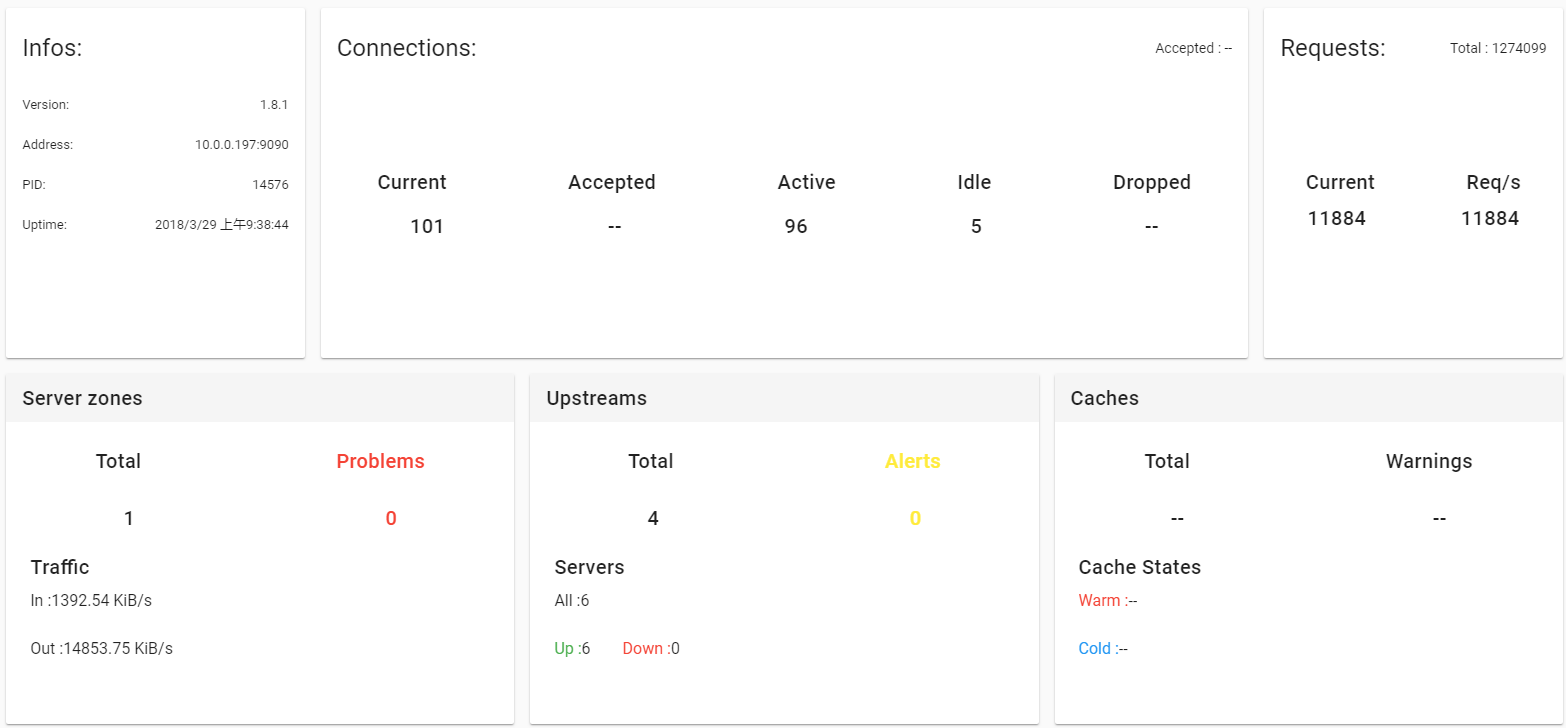 Infos:
Version: 1.8.1
Address: 10.0.0.197:9090
PID: 14576
Uptime: 2018/3/29 上午9:38:44
Connections: Accepted : --
Current Accepted Active Idle Dropped
101 -- 96 5 --
Requests: Total : 1274099
Current Req/s
11884 11884
Server zones
Total Problems
1 0
Traffic
In :1392.54 KiB/s
Out :14853.75 KiB/s
Upstreams
Total Alerts
4 0
Servers
All :6
Up :6 Down :0
Caches
Total Warnings
-- --
Cache States
Warm :--
Cold :--